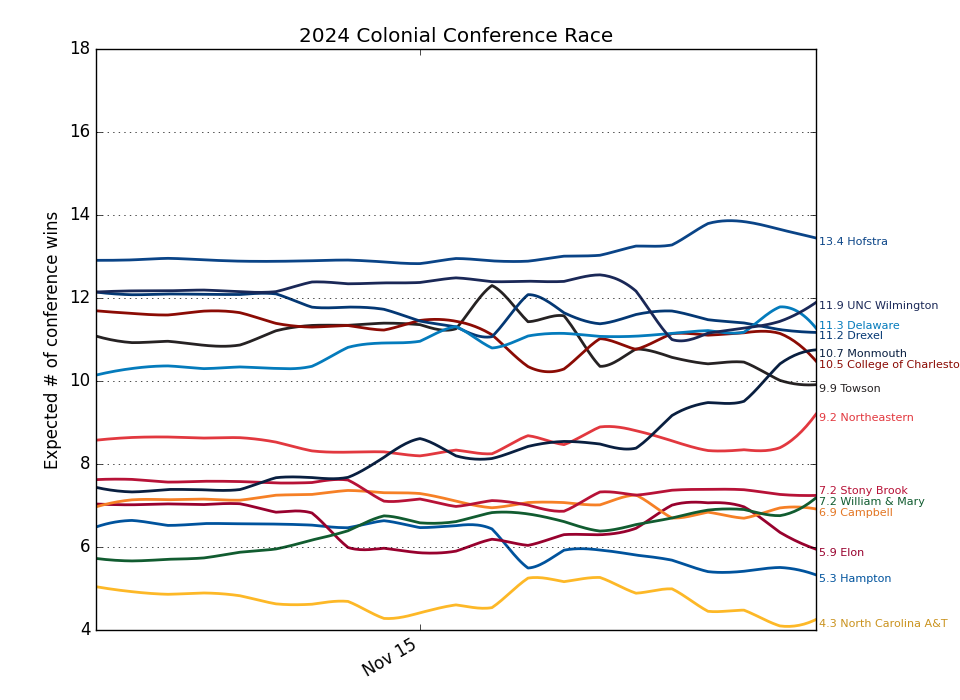 2024 Colonial Conference Race
Expected # of conference wins
18
16
14
12
10
8
6
4
Nov 15
13.4 Hofstra
11.9 UNC Wilmington
11.3 Delaware
11.2 Drexel
10.7 Monmouth
10.5 College of Charlesto
9.9 Towson
9.2 Northeastern
7.2 Stony Brook
7.2 William & Mary
6.9 Campbell
5.9 Elon
5.3 Hampton
4.3 North Carolina A&T